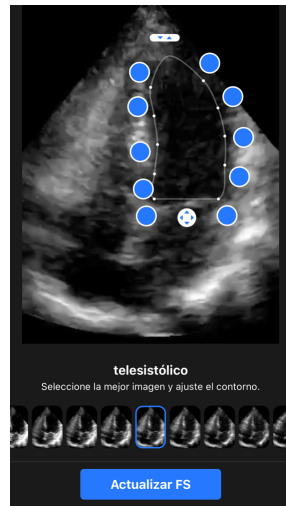 telesistólico
Seleccione la mejor imagen y ajuste el contorno.
Actualizar FS